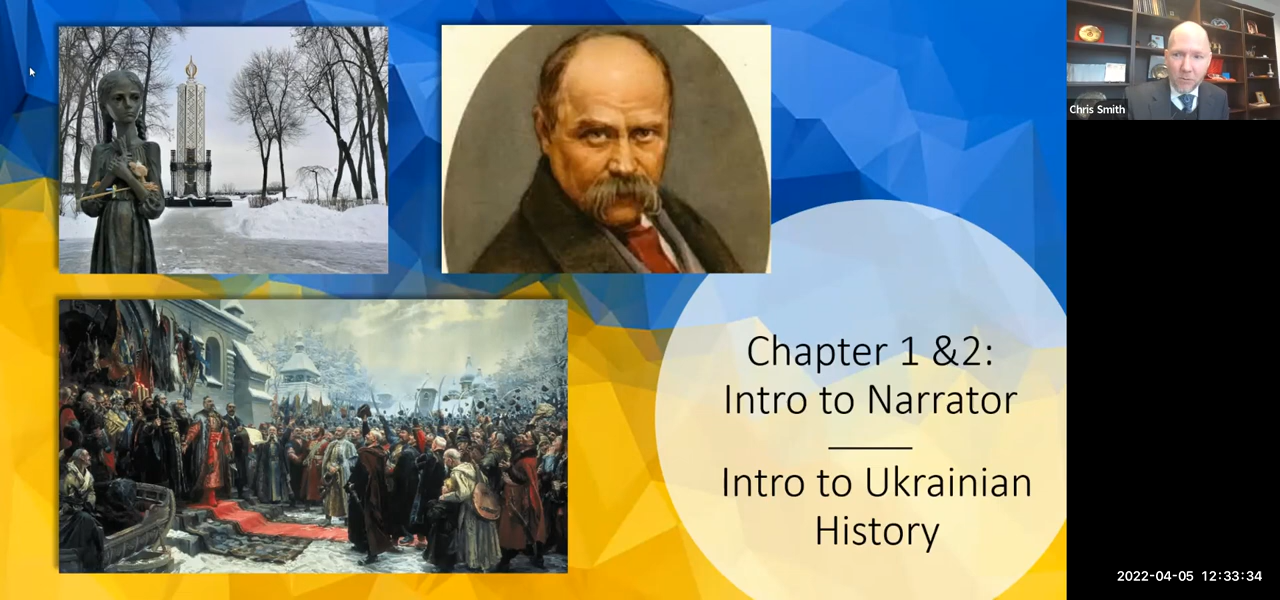 Chris Smith
Chapter 1 &2:
Intro to Narrator
Intro to Ukrainian
History
2022-04-05 12:33:34